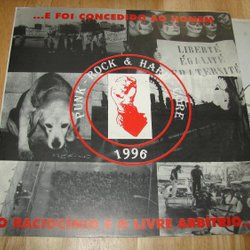 ...E FOI CONCEDIDO AO HOMEM
LIBERTÉ
ÉGALITÉ
FRATERNITÉ
PUNK ROCK & HARDCORE
1996
O RACIOCÍNIO E O LIVRE ARBÍTRIO...